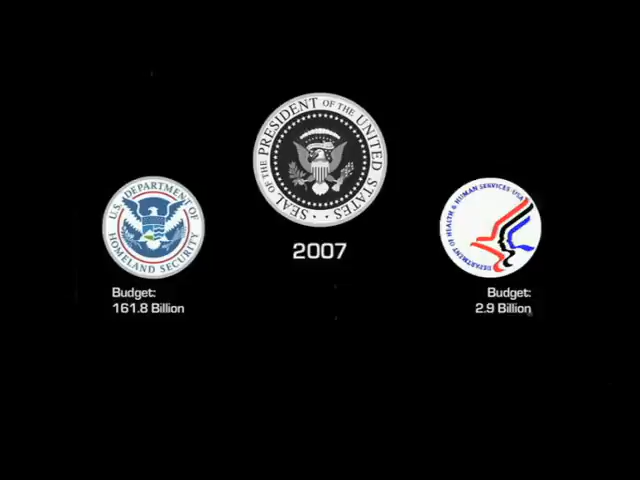 SEAL OF THE PRESIDENT OF THE UNITED STATES
U.S. DEPARTMENT OF HOMELAND SECURITY
DEPARTMENT OF HEALTH & HUMAN SERVICES·USA
2007
Budget:
161.8 Billion
Budget:
2.9 Billion